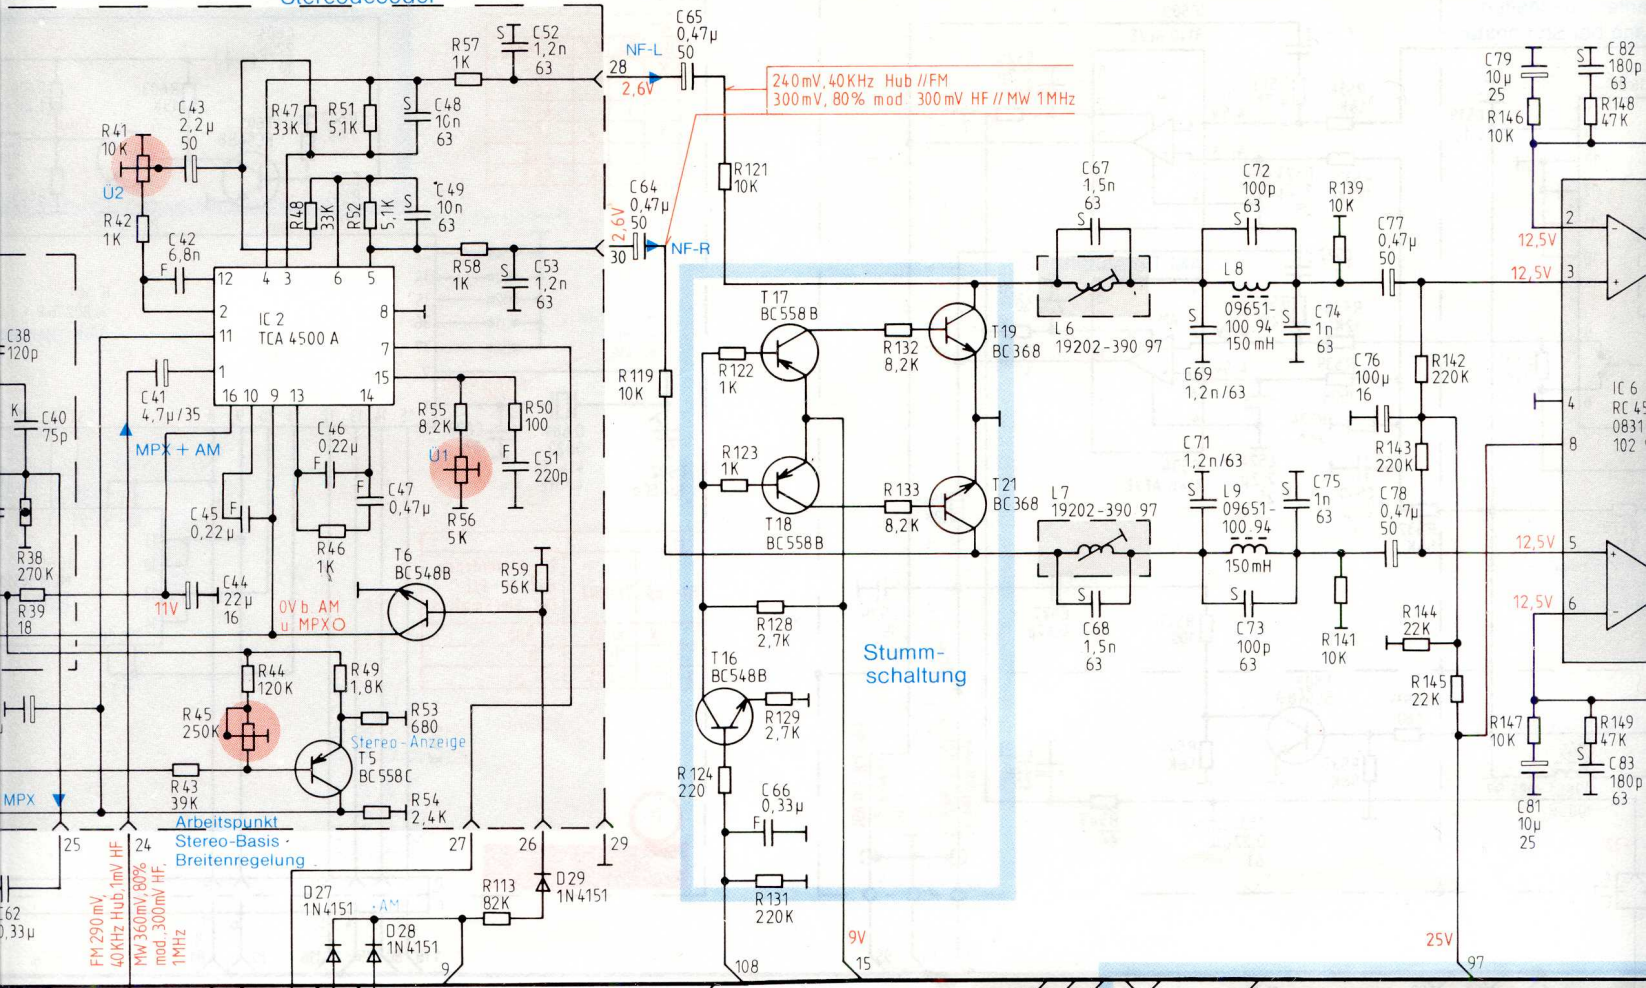 Stereodecoder
C65
0,47µ
50
NF-L
28
2,6V
240mV, 40KHz Hub //FM
300mV, 80% mod. 300mV HF // MW 1MHz
R57
1K
S
C52
1,2n
63
C43
2,2µ
50
R41
10K
Ü2
R42
1K
C42
6,8n
F
R47
33K
R51
5,1K
S
C48
10n
63
R48
33K
R52
5,1K
S
C49
10n
63
R58
1K
S
C53
1,2n
63
C64
0,47µ
50
2,6V
30
NF-R
R121
10K
R119
10K
12
4
3
6
5
2
8
11
7
1
15
16
10
9
13
14
IC 2
TCA 4500 A
C38
120p
K
C40
75p
C41
4,7µ/35
MPX + AM
R55
8,2K
Ü1
R50
100
F
C51
220p
R56
5K
C46
0,22µ
F
F
C47
0,47µ
C45
0,22µ
F
R46
1K
R38
270K
R39
18
11V
C44
22µ
16
0V b. AM
u. MPXO
T6
BC548B
R59
56K
R44
120K
R49
1,8K
R45
250K
R53
680
Stereo-Anzeige
T5
BC558C
R43
39K
R54
2,4K
MPX
Arbeitspunkt
Stereo-Basis
Breitenregelung
25
24
27
26
29
FM 290mV,
40KHz Hub,1mV HF
MW 360mV,80%
mod.,300mV HF.
1MHz
C62
0,33µ
D27
1N4151
AM
D28
1N4151
R113
82K
D29
1N4151
9
T17
BC558B
R122
1K
R123
1K
T18
BC558B
R132
8,2K
R133
8,2K
T19
BC368
T21
BC368
R128
2,7K
T16
BC548B
R129
2,7K
R124
220
C66
0,33µ
F
R131
220K
Stumm-
schaltung
9V
108
15
C67
1,5n
63
S
L6
19202-390 97
C72
100p
63
S
L8
09651-
100 94
150mH
S
C69
1,2n/63
S
C74
1n
63
R139
10K
C77
0,47µ
50
C76
100µ
16
R142
220K
R143
220K
C71
1,2n/63
S
L7
19202-390 97
L9
09651-
100 94
150mH
S
C75
1n
63
C78
0,47µ
50
S
C68
1,5n
63
S
C73
100p
63
R141
10K
R144
22K
R145
22K
25V
97
C79
10µ
25
S
C82
180p
63
R146
10K
R148
47K
12,5V
2
12,5V
3
−
+
4
8
IC 6
RC 45
0831
102
12,5V
5
12,5V
6
+
−
R147
10K
R149
47K
S
C83
180p
63
C81
10µ
25